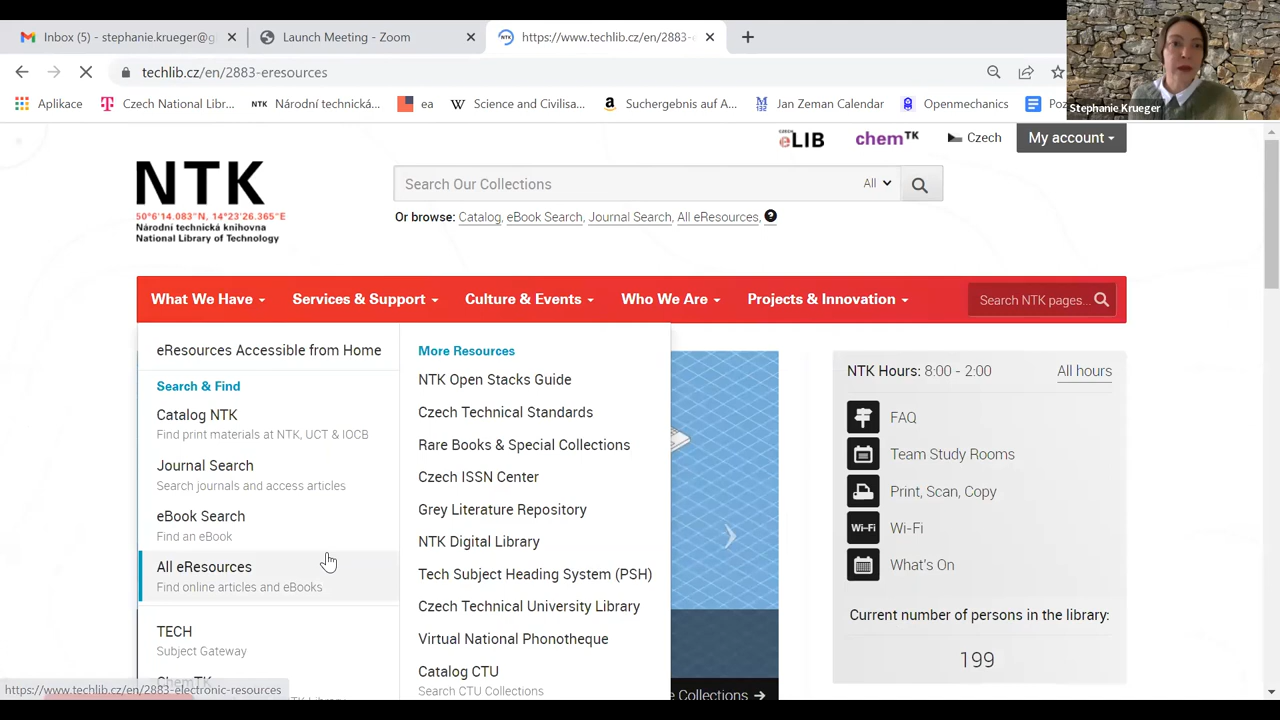 Inbox (5) - stephanie.krueger@g
Launch Meeting - Zoom
NTK
https://www.techlib.cz/en/2883-
techlib.cz/en/2883-eresources
Stephanie Krueger
Aplikace
Czech National Libr...
NTK Národní technická...
ea
Science and Civilisa...
Suchergebnis auf A...
Jan Zeman Calendar
Openmechanics
CZECH eLIB
chemTK
Czech
My account
NTK
50°6'14.083"N, 14°23'26.365"E
Národní technická knihovna
National Library of Technology
Search Our Collections
All
Or browse: Catalog, eBook Search, Journal Search, All eResources, ?
What We Have
Services & Support
Culture & Events
Who We Are
Projects & Innovation
Search NTK pages...
eResources Accessible from Home
Search & Find
Catalog NTK
Find print materials at NTK, UCT & IOCB
Journal Search
Search journals and access articles
eBook Search
Find an eBook
All eResources
Find online articles and eBooks
TECH
Subject Gateway
ChemTK
More Resources
NTK Open Stacks Guide
Czech Technical Standards
Rare Books & Special Collections
Czech ISSN Center
Grey Literature Repository
NTK Digital Library
Tech Subject Heading System (PSH)
Czech Technical University Library
Virtual National Phonotheque
Catalog CTU
Search CTU Collections
Collections →
NTK Hours: 8:00 - 2:00
All hours
FAQ
Team Study Rooms
Print, Scan, Copy
Wi-Fi Wi-Fi
What's On
Current number of persons in the library:
199
https://www.techlib.cz/en/2883-electronic-resources